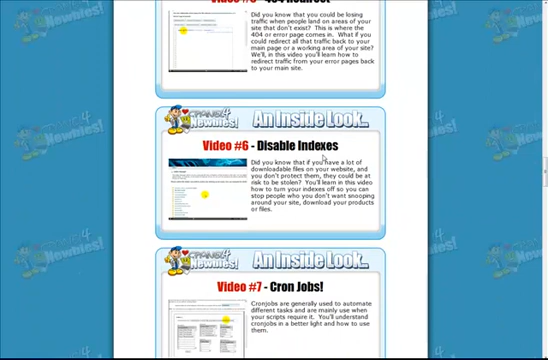 Did you know that you could be losing
traffic when people land on areas of your
site that don't exist? This is where the
404 or error page comes in. What if you
could redirect all that traffic back to your
main page or a working area of your site?
We'll, in this video you'll learn how to
redirect traffic from your error pages back
to your main site.
CPANEL 4
Newbies!
An Inside Look...
Video #6 - Disable Indexes
Did you know that if you have a lot of
downloadable files on your website, and
you don't protect them, they could be at
risk to be stolen? You'll learn in this video
how to turn your indexes off so you can
stop people who you don't want snooping
around your site, download your products
or files.
CPANEL 4
Newbies!
An Inside Look...
Video #7 - Cron Jobs!
Cronjobs are generally used to automate
different tasks and are mainly use when
your scripts require it. You'll understand
cronjobs in a better light and how to use
them.